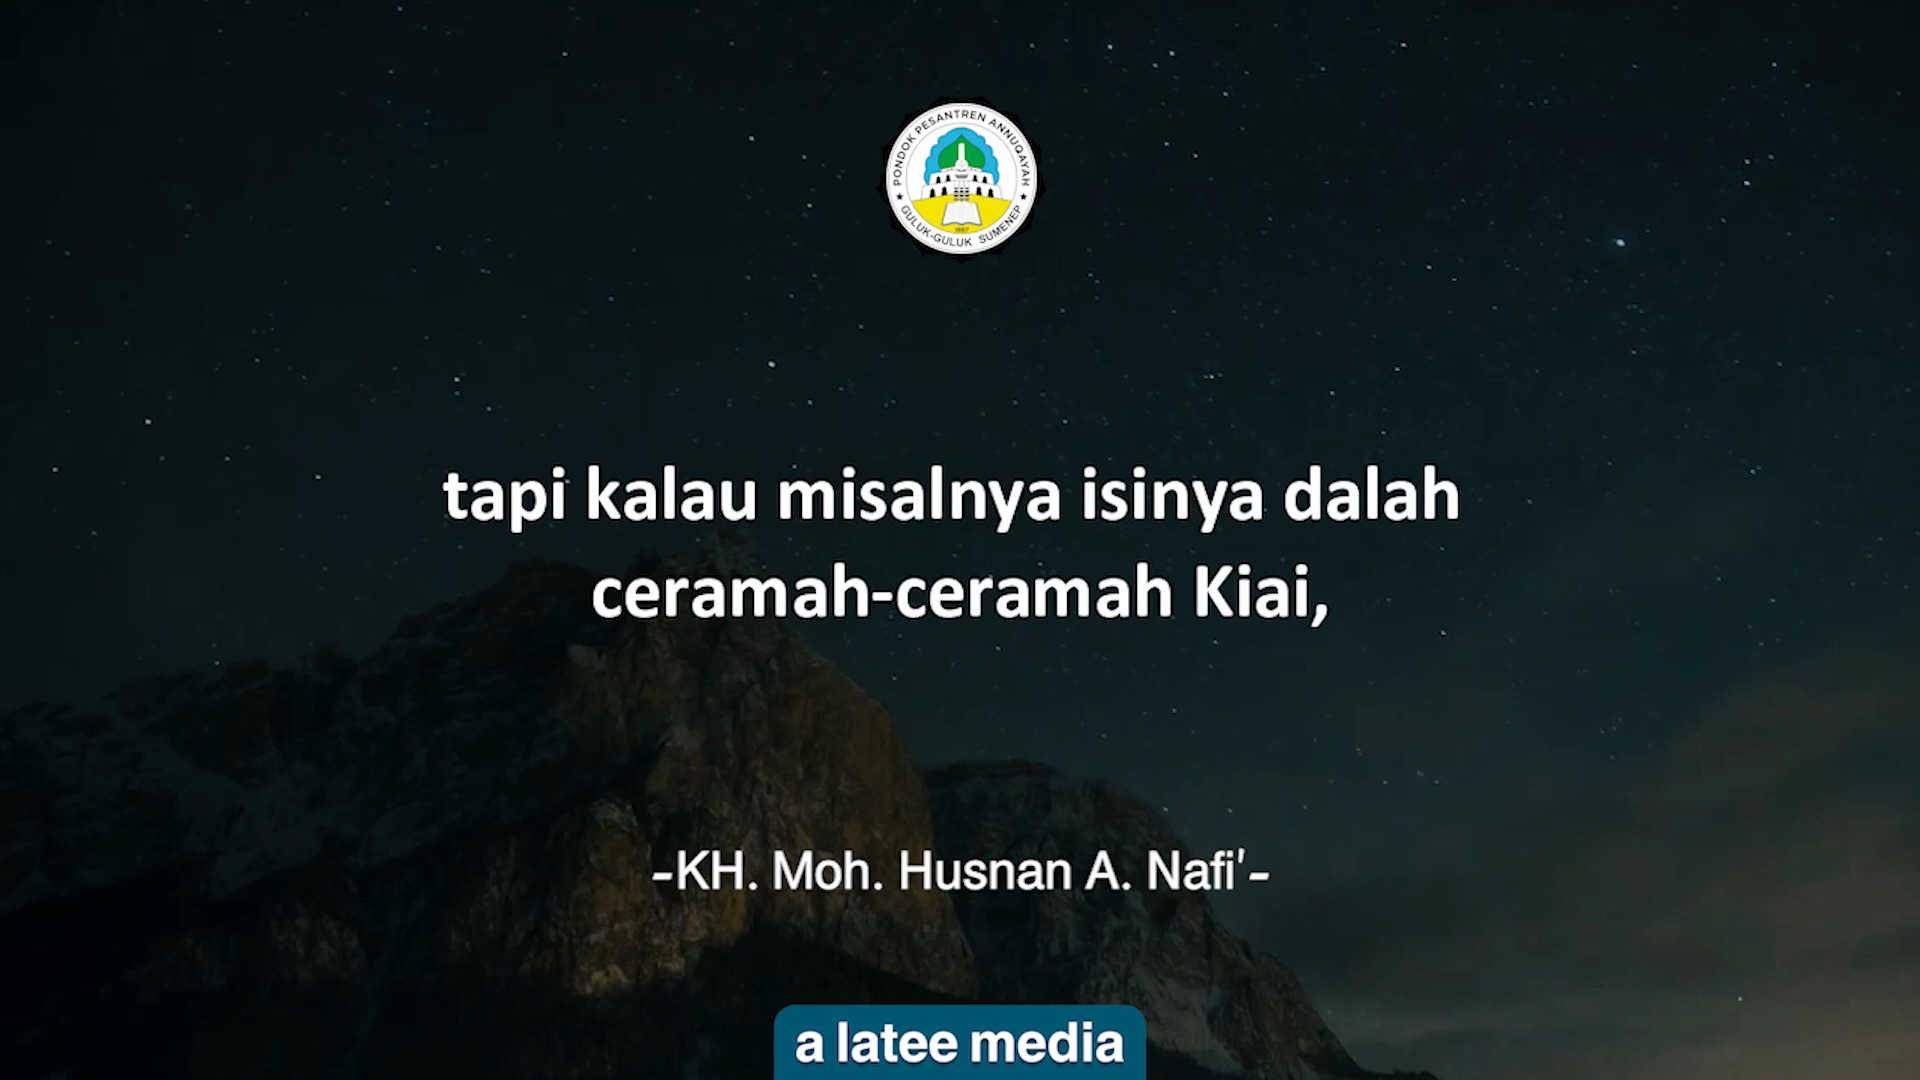 PONDOK PESANTREN ANNUQAYAH
GULUK-GULUK SUMENEP
tapi kalau misalnya isinya dalah
ceramah-ceramah Kiai,
-KH. Moh. Husnan A. Nafi'-
a latee media